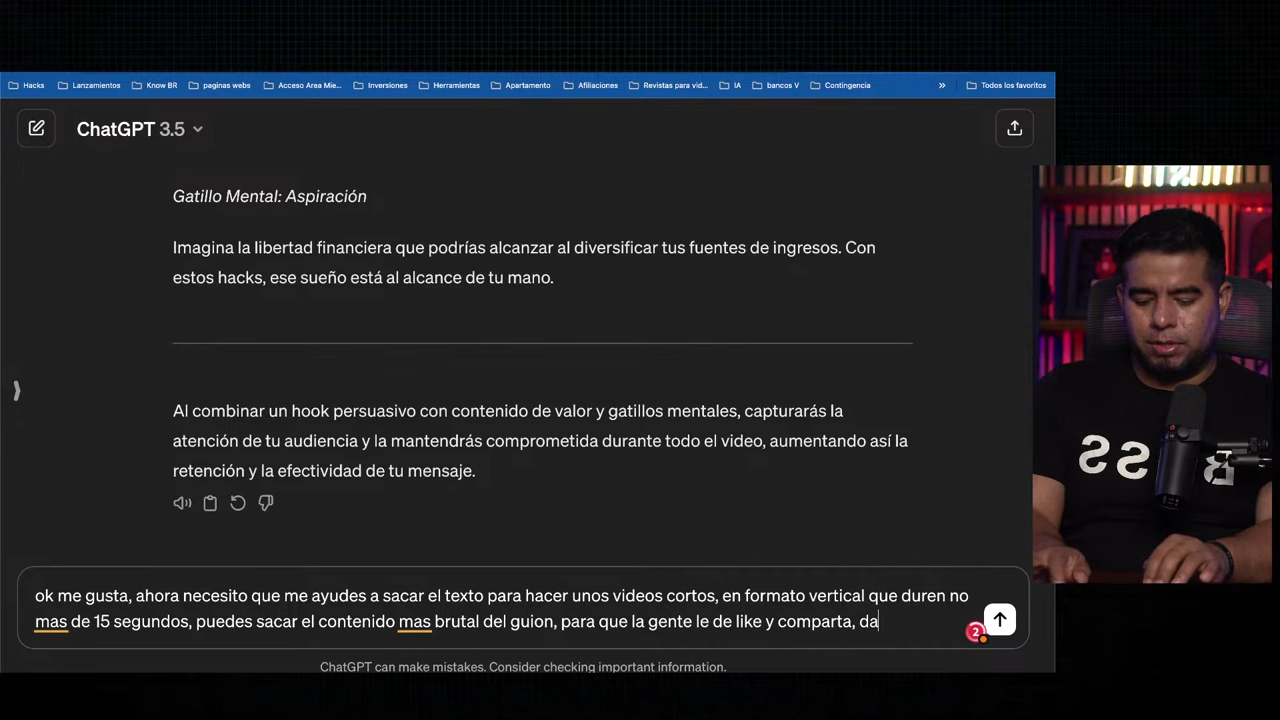 Hacks Lanzamientos Know BR paginas webs Acceso Area Mie... Inversiones Herramientas Apartamento Afiliaciones Revistas para vid... IA bancos V Contingencia » Todos los favoritos
ChatGPT 3.5
Gatillo Mental: Aspiración
Imagina la libertad financiera que podrías alcanzar al diversificar tus fuentes de ingresos. Con
estos hacks, ese sueño está al alcance de tu mano.
Al combinar un hook persuasivo con contenido de valor y gatillos mentales, capturarás la
atención de tu audiencia y la mantendrás comprometida durante todo el video, aumentando así la
retención y la efectividad de tu mensaje.
ok me gusta, ahora necesito que me ayudes a sacar el texto para hacer unos videos cortos, en formato vertical que duren no
mas de 15 segundos, puedes sacar el contenido mas brutal del guion, para que la gente le de like y comparta, da
2
ChatGPT can make mistakes. Consider checking important information.